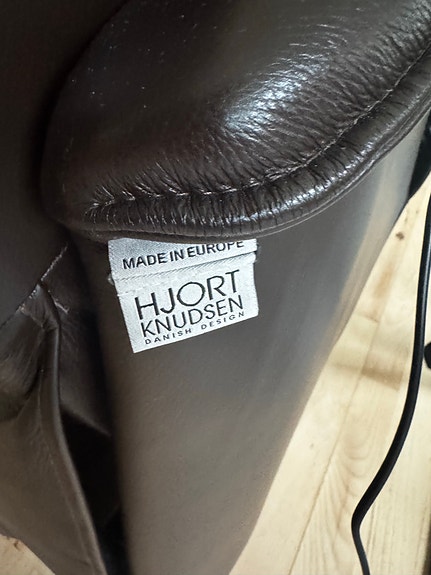 MADE IN EUROPE
HJORT
KNUDSEN
DANISH DESIGN